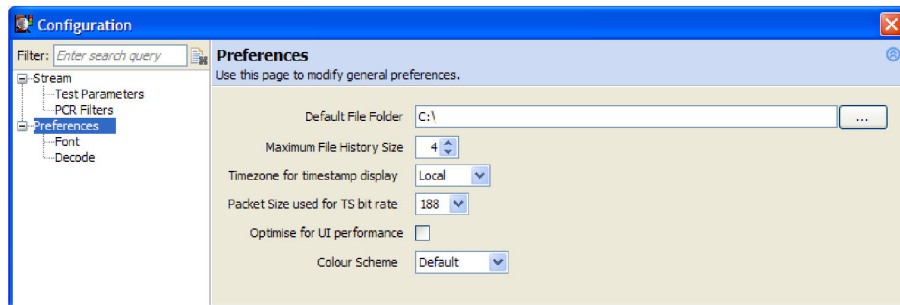 Configuration
Filter: Enter search query
Stream
Test Parameters
PCR Filters
Preferences
Font
Decode
Preferences
Use this page to modify general preferences.
Default File Folder C:\ ...
Maximum File History Size 4
Timezone for timestamp display Local
Packet Size used for TS bit rate 188
Optimise for UI performance
Colour Scheme Default